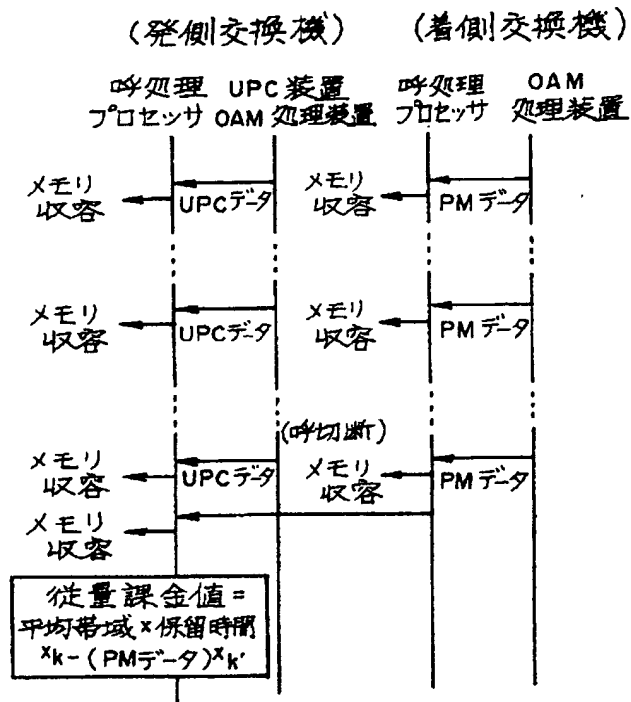 (発側交換機) (着側交換機)
呼処理 UPC装置 呼処理 OAM
プロセッサ OAM処理装置 プロセッサ 処理装置
メモリ メモリ
収容 UPCデータ 収容 PMデータ
メモリ メモリ
収容 UPCデータ 収容 PMデータ
(呼切断)
メモリ メモリ
収容 UPCデータ 収容 PMデータ
メモリ
収容
従量課金値=
平均帯域×保留時間
×k-(PMデータ)×k'